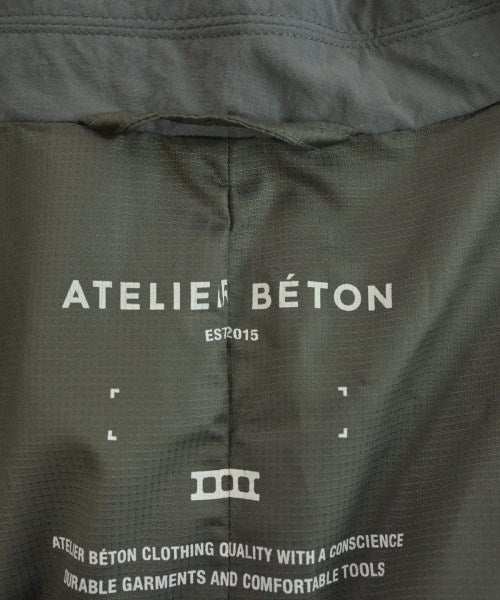 ATELIER BÉTON
EST 2015
ATELIER BÉTON CLOTHING QUALITY WITH A CONSCIENCE
DURABLE GARMENTS AND COMFORTABLE TOOLS